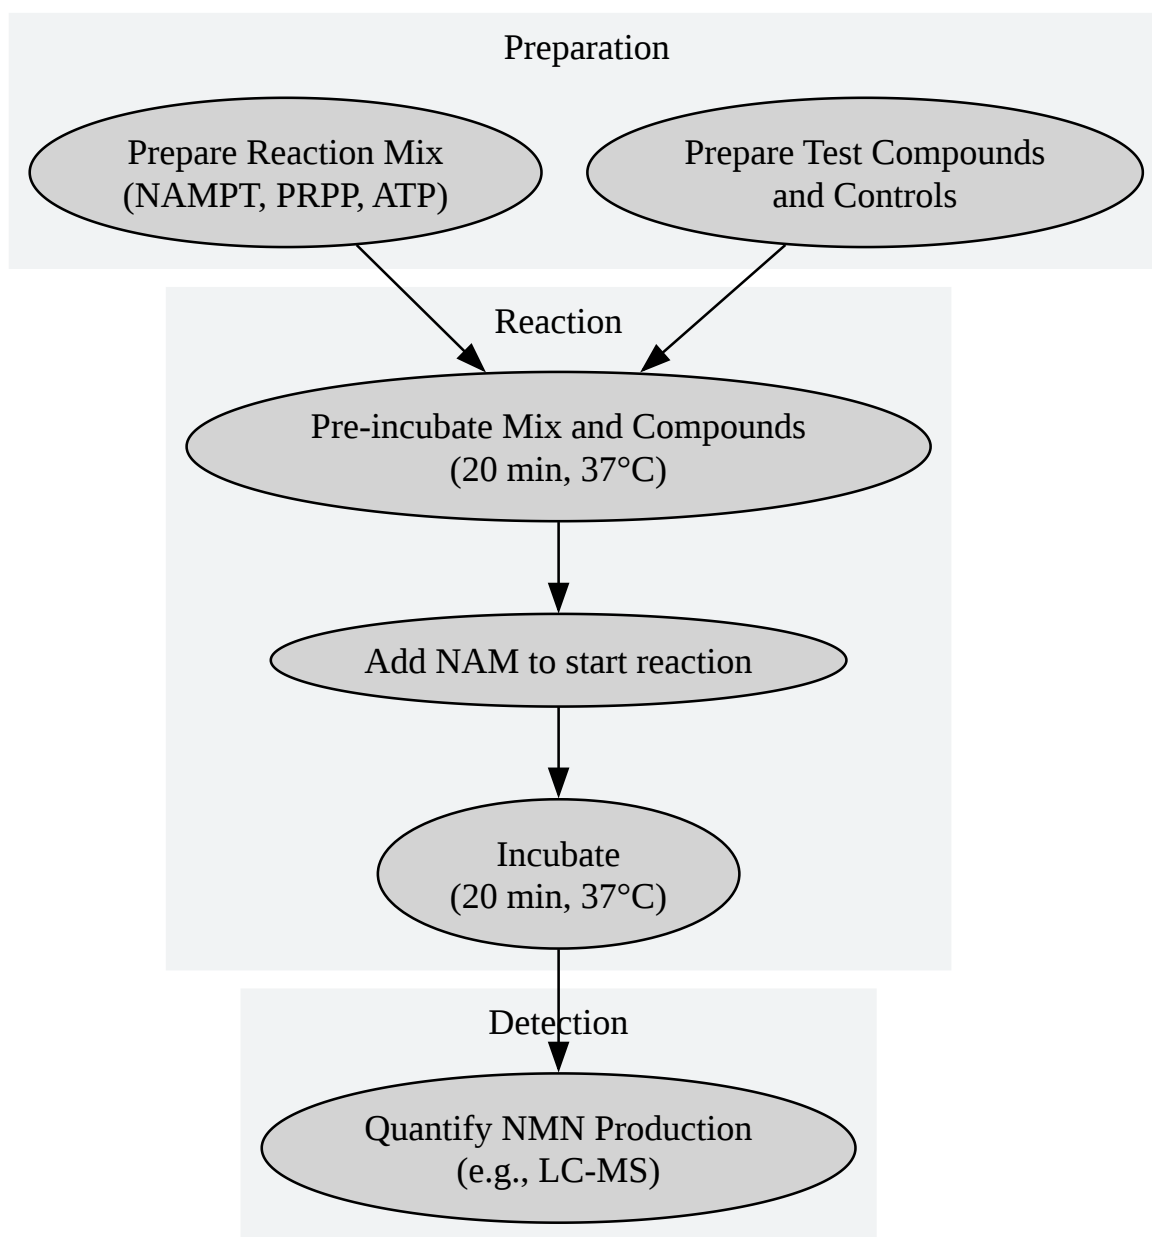 Preparation
Prepare Reaction Mix
(NAMPT, PRPP, ATP)
Prepare Test Compounds
and Controls
Reaction
Pre-incubate Mix and Compounds
(20 min, 37°C)
Add NAM to start reaction
Incubate
(20 min, 37°C)
Detection
Quantify NMN Production
(e.g., LC-MS)